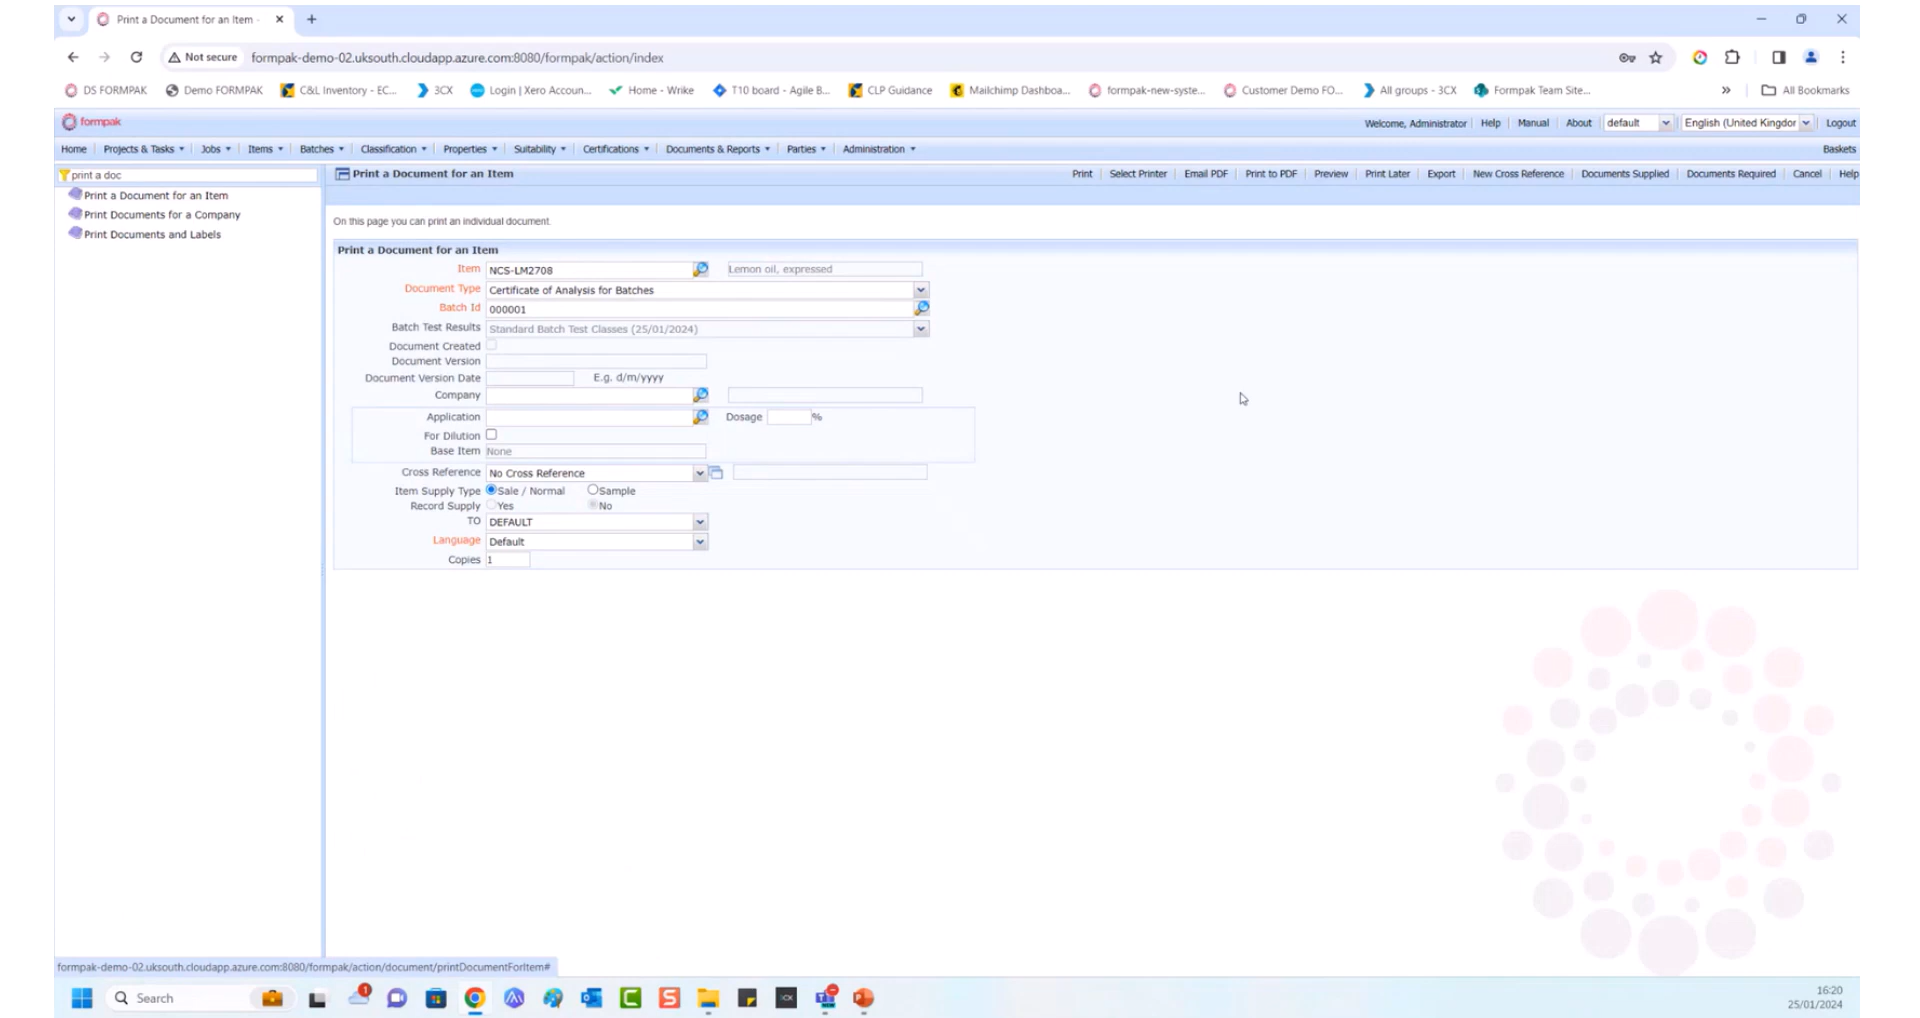 Print a Document for an Item -
Not secure formpak-demo-02.uksouth.cloudapp.azure.com:8080/formpak/action/index
DS FORMPAK Demo FORMPAK C&L Inventory - EC... 3CX Login | Xero Accoun... Home - Wrike T10 board - Agile B... CLP Guidance Mailchimp Dashboa... formpak-new-syste... Customer Demo FO... All groups - 3CX Formpak Team Site... » All Bookmarks
formpak Welcome, Administrator Help Manual About default English (United Kingdor Logout
Home Projects & Tasks Jobs Items Batches Classification Properties Suitability Certifications Documents & Reports Parties Administration Baskets
print a doc
Print a Document for an Item
Print Documents for a Company
Print Documents and Labels
Print a Document for an Item Print Select Printer Email PDF Print to PDF Preview Print Later Export New Cross Reference Documents Supplied Documents Required Cancel Help
On this page you can print an individual document.
Print a Document for an Item
Item NCS-LM2708 Lemon oil, expressed
Document Type Certificate of Analysis for Batches
Batch Id 000001
Batch Test Results Standard Batch Test Classes (25/01/2024)
Document Created
Document Version
Document Version Date E.g. d/m/yyyy
Company
Application Dosage %
For Dilution
Base Item None
Cross Reference No Cross Reference
Item Supply Type Sale / Normal Sample
Record Supply Yes No
TO DEFAULT
Language Default
Copies 1
formpak-demo-02.uksouth.cloudapp.azure.com:8080/formpak/action/document/printDocumentForItem#
Search 1
16:20
25/01/2024